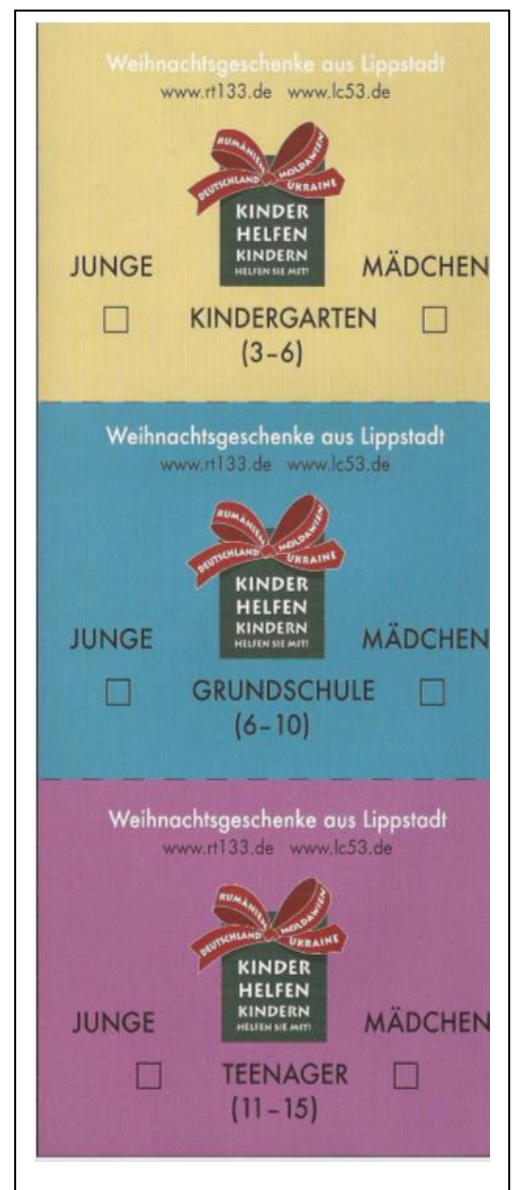 Weihnachtsgeschenke aus Lippstadt
www.rt133.de www.lc53.de
RUMÄNIEN
MOLDAWIEN
DEUTSCHLAND
UKRAINE
KINDER
HELFEN
KINDERN
HELFEN SIE MIT!
JUNGE MÄDCHEN
KINDERGARTEN
(3–6)
Weihnachtsgeschenke aus Lippstadt
www.rt133.de www.lc53.de
RUMÄNIEN
MOLDAWIEN
DEUTSCHLAND
UKRAINE
KINDER
HELFEN
KINDERN
HELFEN SIE MIT!
JUNGE MÄDCHEN
GRUNDSCHULE
(6–10)
Weihnachtsgeschenke aus Lippstadt
www.rt133.de www.lc53.de
RUMÄNIEN
MOLDAWIEN
DEUTSCHLAND
UKRAINE
KINDER
HELFEN
KINDERN
HELFEN SIE MIT!
JUNGE MÄDCHEN
TEENAGER
(11–15)